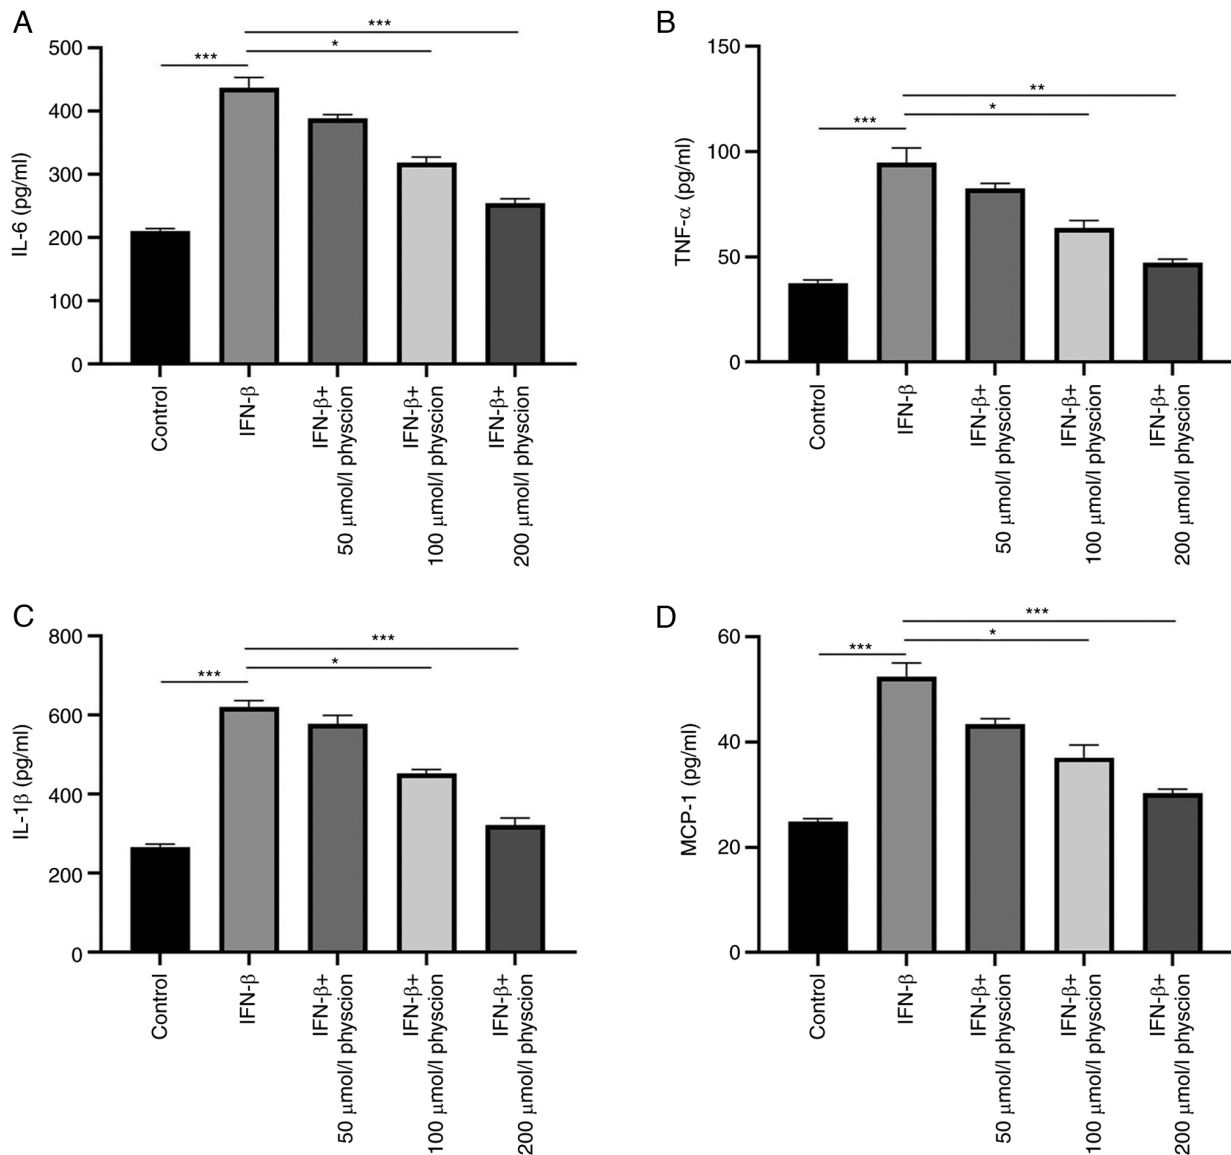 A
IL-6 (pg/ml)
500
400
300
200
100
0
***
*
***
Control
IFN-β
IFN-β+
50 μmol/l physcion
IFN-β+
100 μmol/l physcion
IFN-β+
200 μmol/l physcion
B
TNF-α (pg/ml)
150
100
50
0
**
*
***
Control
IFN-β
IFN-β+
50 μmol/l physcion
IFN-β+
100 μmol/l physcion
IFN-β+
200 μmol/l physcion
C
IL-1β (pg/ml)
800
600
400
200
0
***
*
***
Control
IFN-β
IFN-β+
50 μmol/l physcion
IFN-β+
100 μmol/l physcion
IFN-β+
200 μmol/l physcion
D
MCP-1 (pg/ml)
60
40
20
0
***
*
***
Control
IFN-β
IFN-β+
50 μmol/l physcion
IFN-β+
100 μmol/l physcion
IFN-β+
200 μmol/l physcion